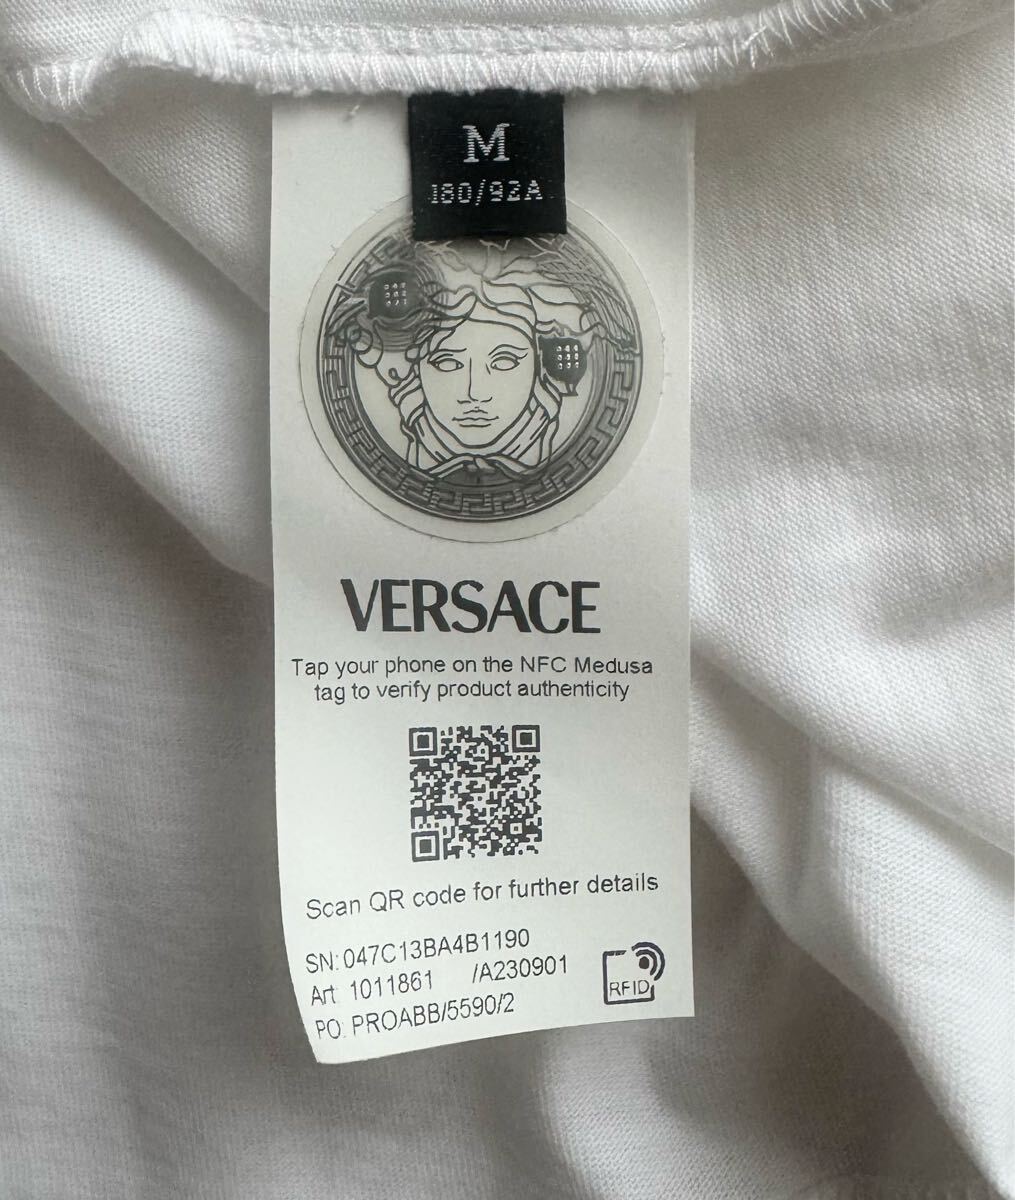 M
180/92A
VERSACE
Tap your phone on the NFC Medusa
tag to verify product authenticity
Scan QR code for further details
SN: 047C13BA4B1190
Art: 1011861 /A230901
PO: PROABB/5590/2
RFID